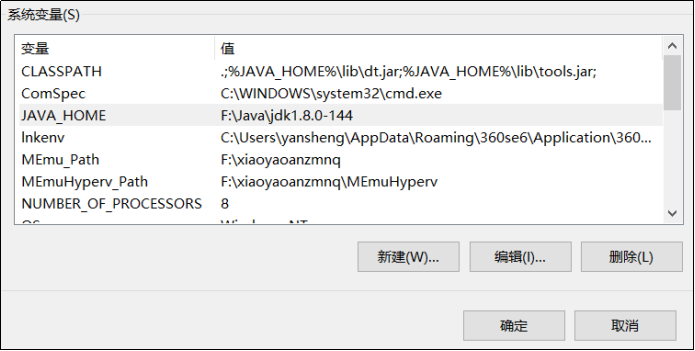 系统变量(S)
变量 值
CLASSPATH .;%JAVA_HOME%\lib\dt.jar;%JAVA_HOME%\lib\tools.jar;
ComSpec C:\WINDOWS\system32\cmd.exe
JAVA_HOME F:\Java\jdk1.8.0-144
lnkenv C:\Users\yansheng\AppData\Roaming\360se6\Application\360...
MEmu_Path F:\xiaoyaoanzmnq
MEmuHyperv_Path F:\xiaoyaoanzmnq\MEmuHyperv
NUMBER_OF_PROCESSORS 8
OS Windows_NT
新建(W)... 编辑(I)... 删除(L)
确定 取消